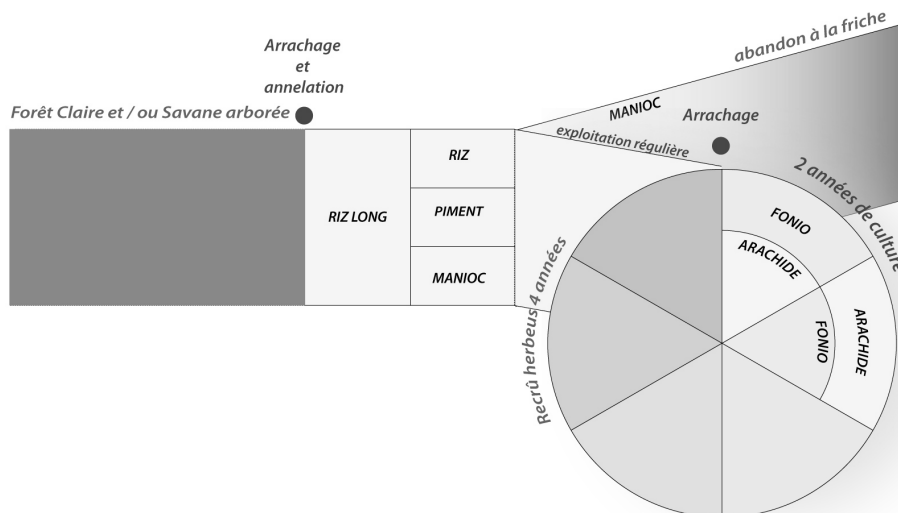 Arrachage
et
annelation
Forêt Claire et / ou Savane arborée
RIZ LONG
RIZ
PIMENT
MANIOC
abandon à la friche
MANIOC
exploitation régulière
Arrachage
2 années de culture
FONIO
ARACHIDE
ARACHIDE
FONIO
Recrû herbeus 4 années